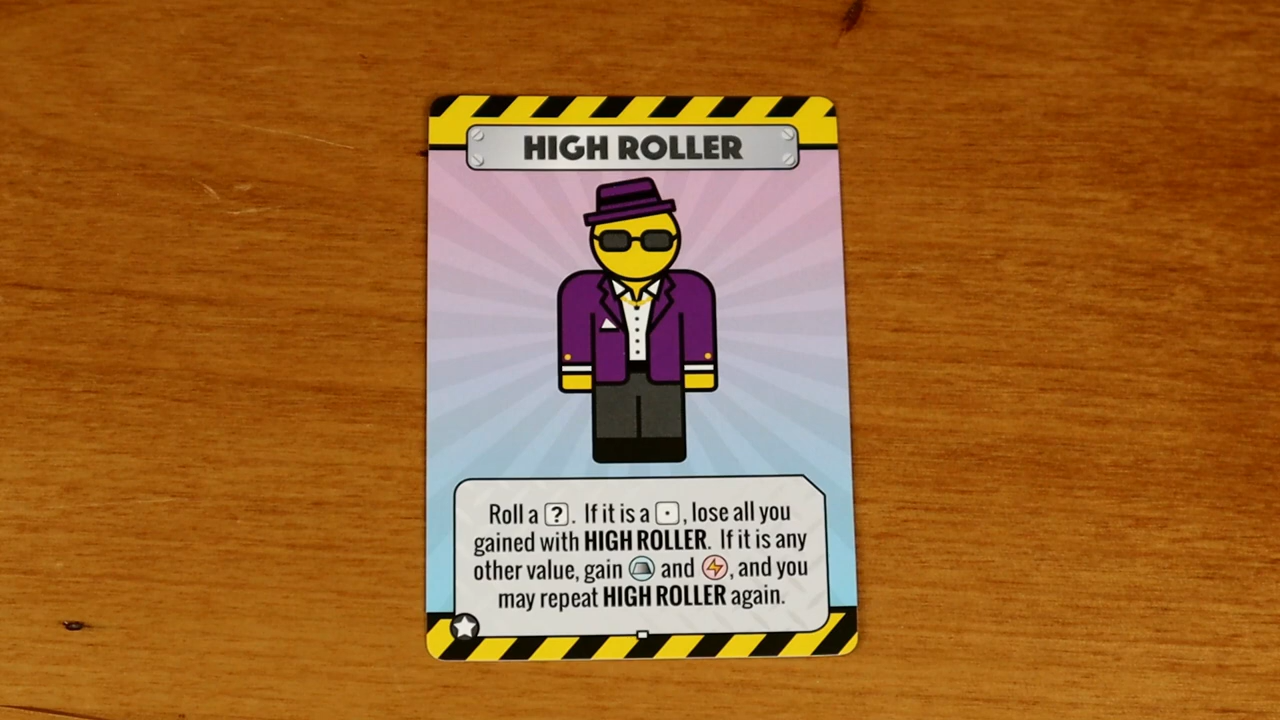 HIGH ROLLER
Roll a ?. If it is a ⚀, lose all you
gained with HIGH ROLLER. If it is any
other value, gain and , and you
may repeat HIGH ROLLER again.